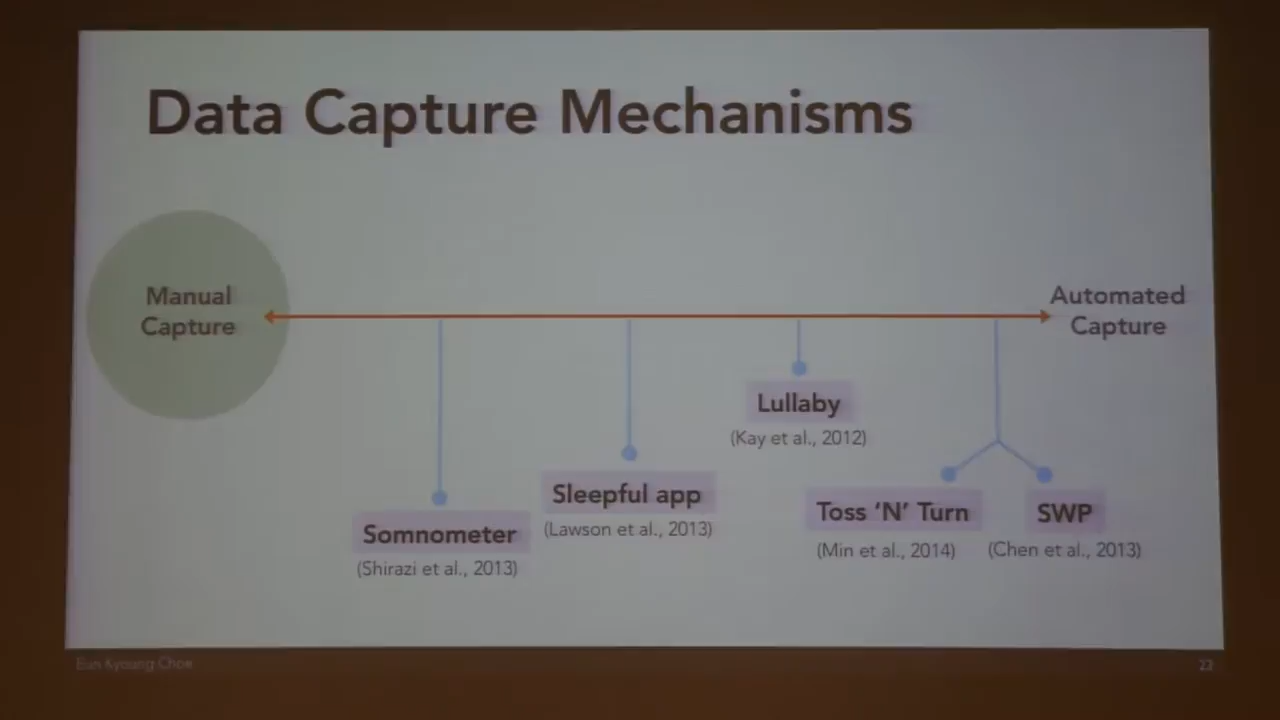 Data Capture Mechanisms
Manual
Capture
Automated
Capture
Lullaby
(Kay et al., 2012)
Sleepful app
(Lawson et al., 2013)
Toss ‘N’ Turn
(Min et al., 2014)
SWP
(Chen et al., 2013)
Somnometer
(Shirazi et al., 2013)
Eun Kyoung Choe
23